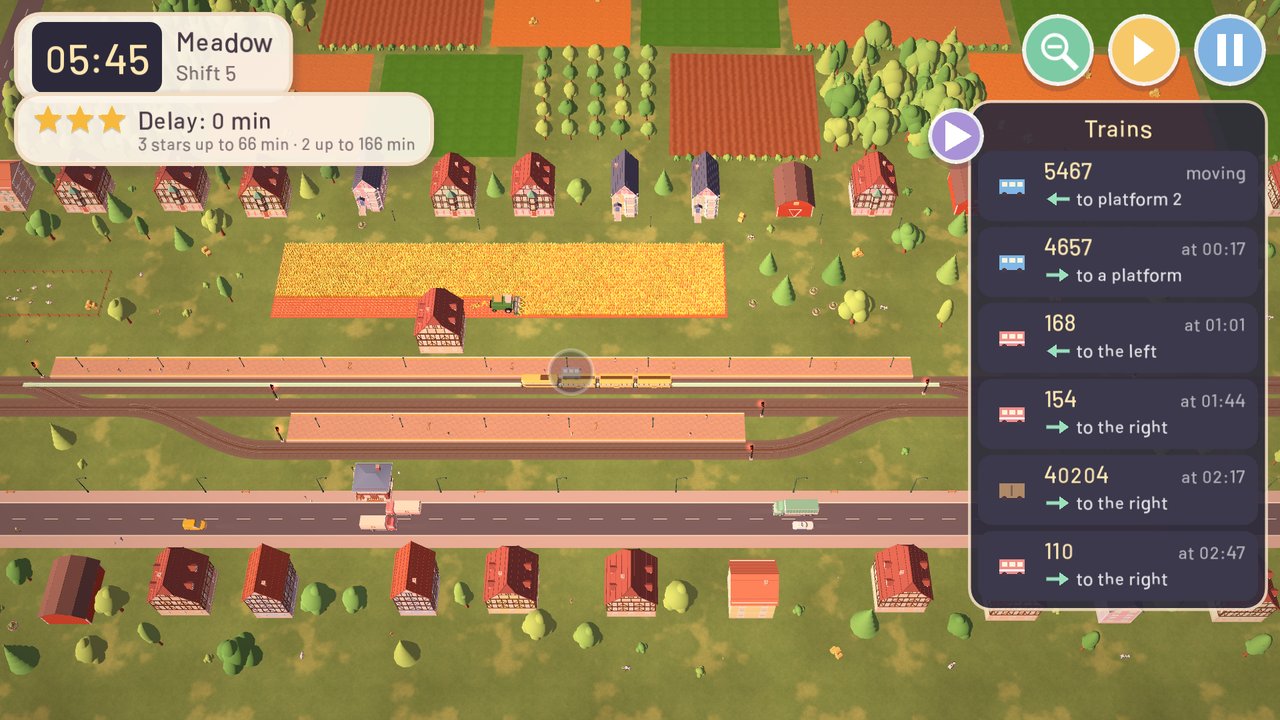 05:45
Meadow
Shift 5
Delay: 0 min
3 stars up to 66 min · 2 up to 166 min
Trains
5467
moving
to platform 2
4657
at 00:17
to a platform
168
at 01:01
to the left
154
at 01:44
to the right
40204
at 02:17
to the right
110
at 02:47
to the right